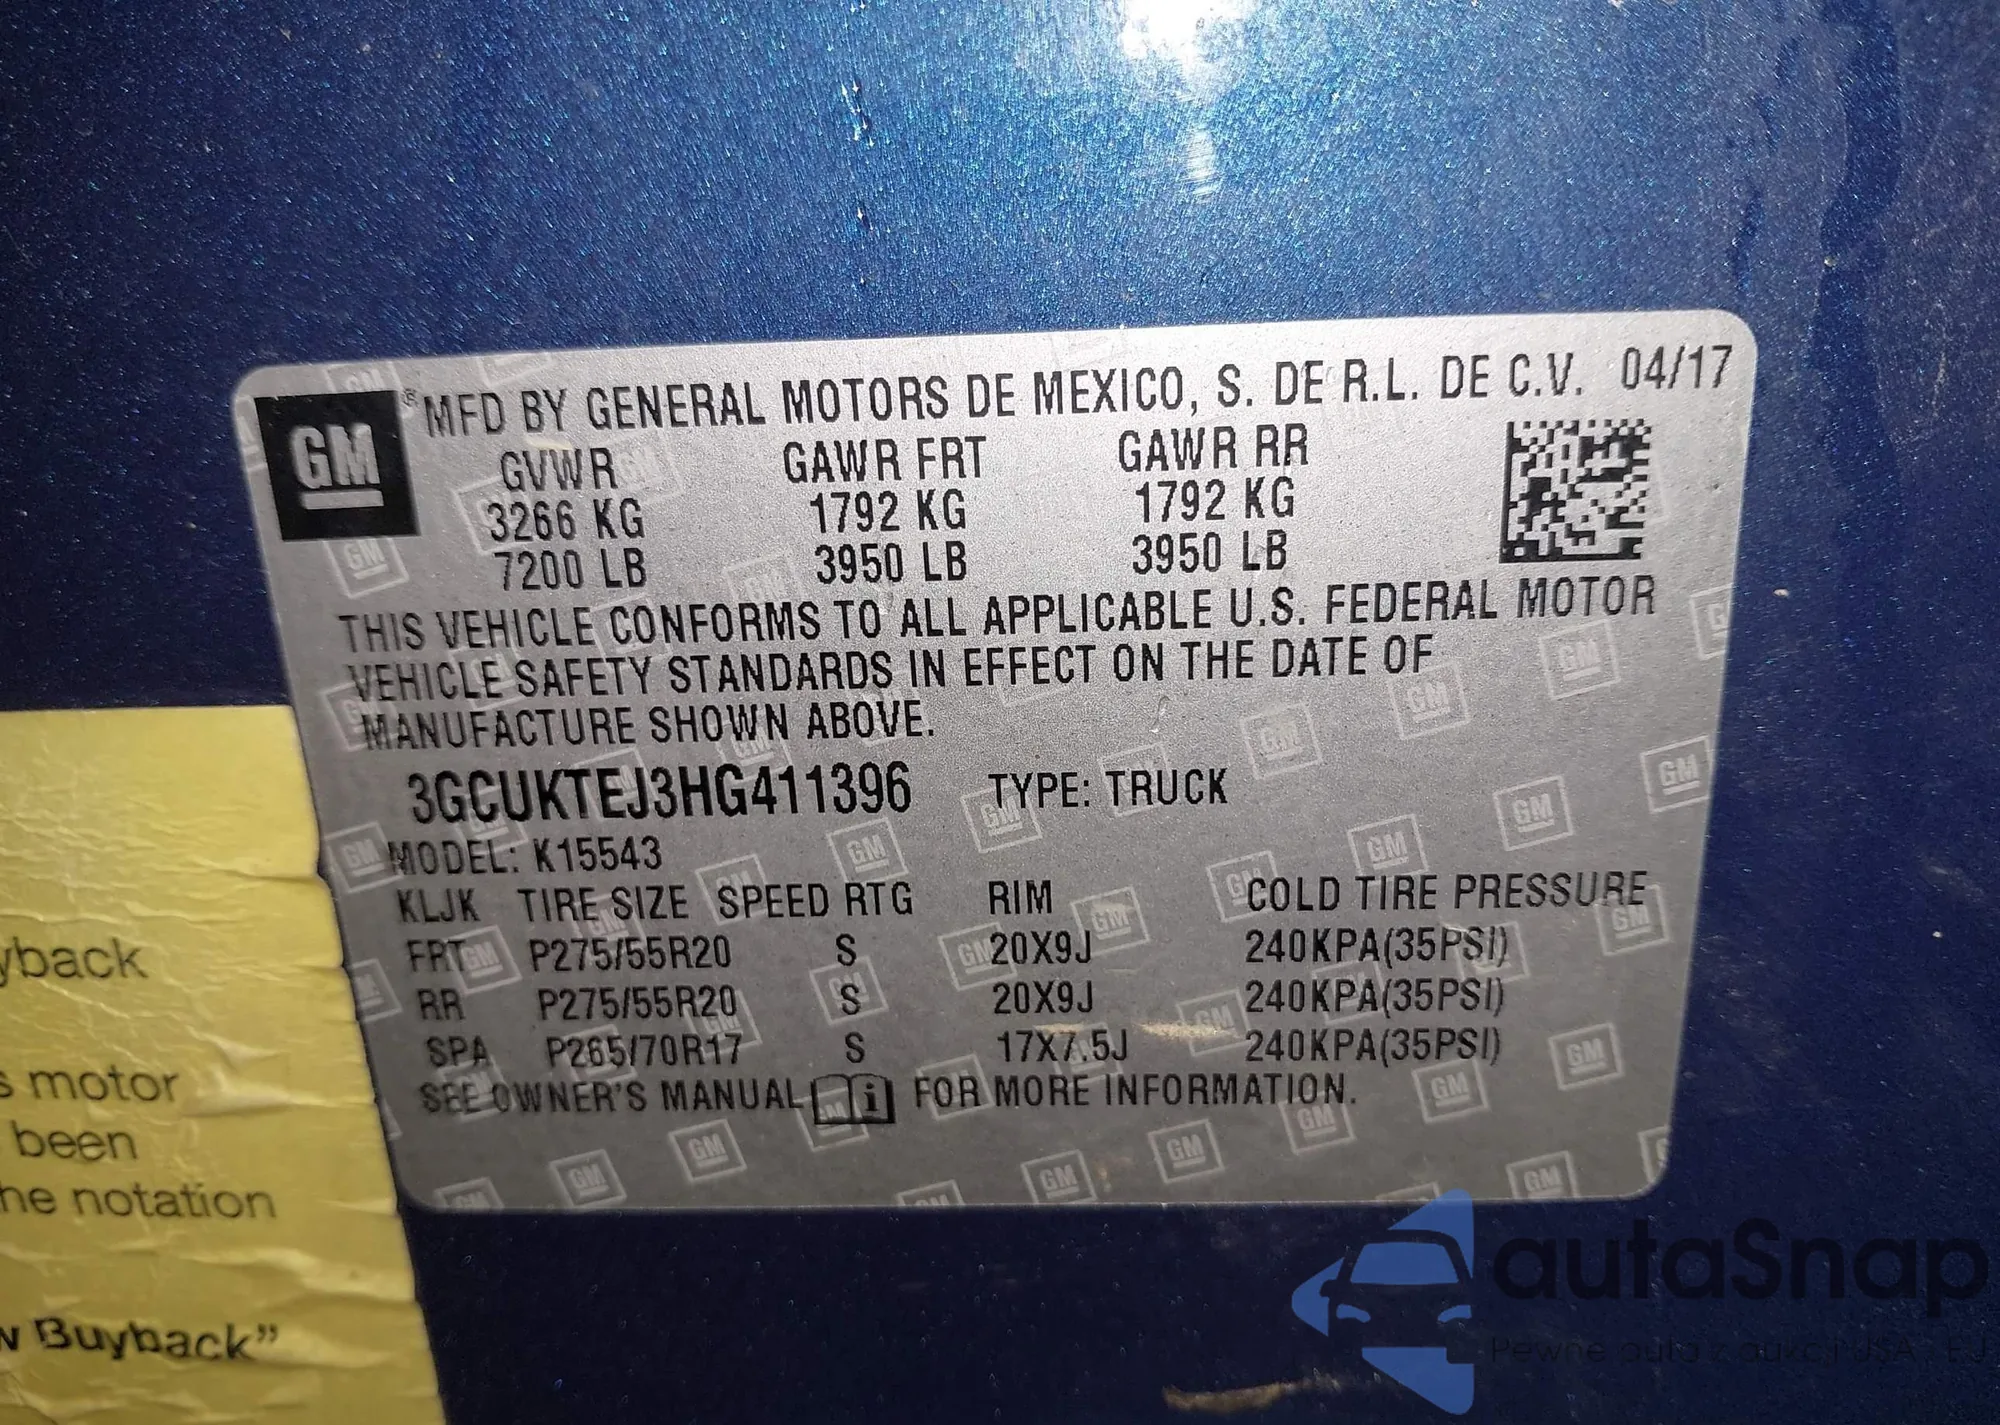 GM
® MFD BY GENERAL MOTORS DE MEXICO, S. DE R.L. DE C.V. 04/17
GVWR GAWR FRT GAWR RR
3266 KG 1792 KG 1792 KG
7200 LB 3950 LB 3950 LB
THIS VEHICLE CONFORMS TO ALL APPLICABLE U.S. FEDERAL MOTOR
VEHICLE SAFETY STANDARDS IN EFFECT ON THE DATE OF
MANUFACTURE SHOWN ABOVE.
3GCUKTEJ3HG411396 TYPE: TRUCK
MODEL: K15543
KLJK TIRE SIZE SPEED RTG RIM COLD TIRE PRESSURE
FRT P275/55R20 S 20X9J 240KPA(35PSI)
RR P275/55R20 S 20X9J 240KPA(35PSI)
SPA P265/70R17 S 17X7.5J 240KPA(35PSI)
SEE OWNER'S MANUAL i FOR MORE INFORMATION.
yback
s motor
been
he notation
w Buyback”
autaSnap
Pewne auta z aukcji USA